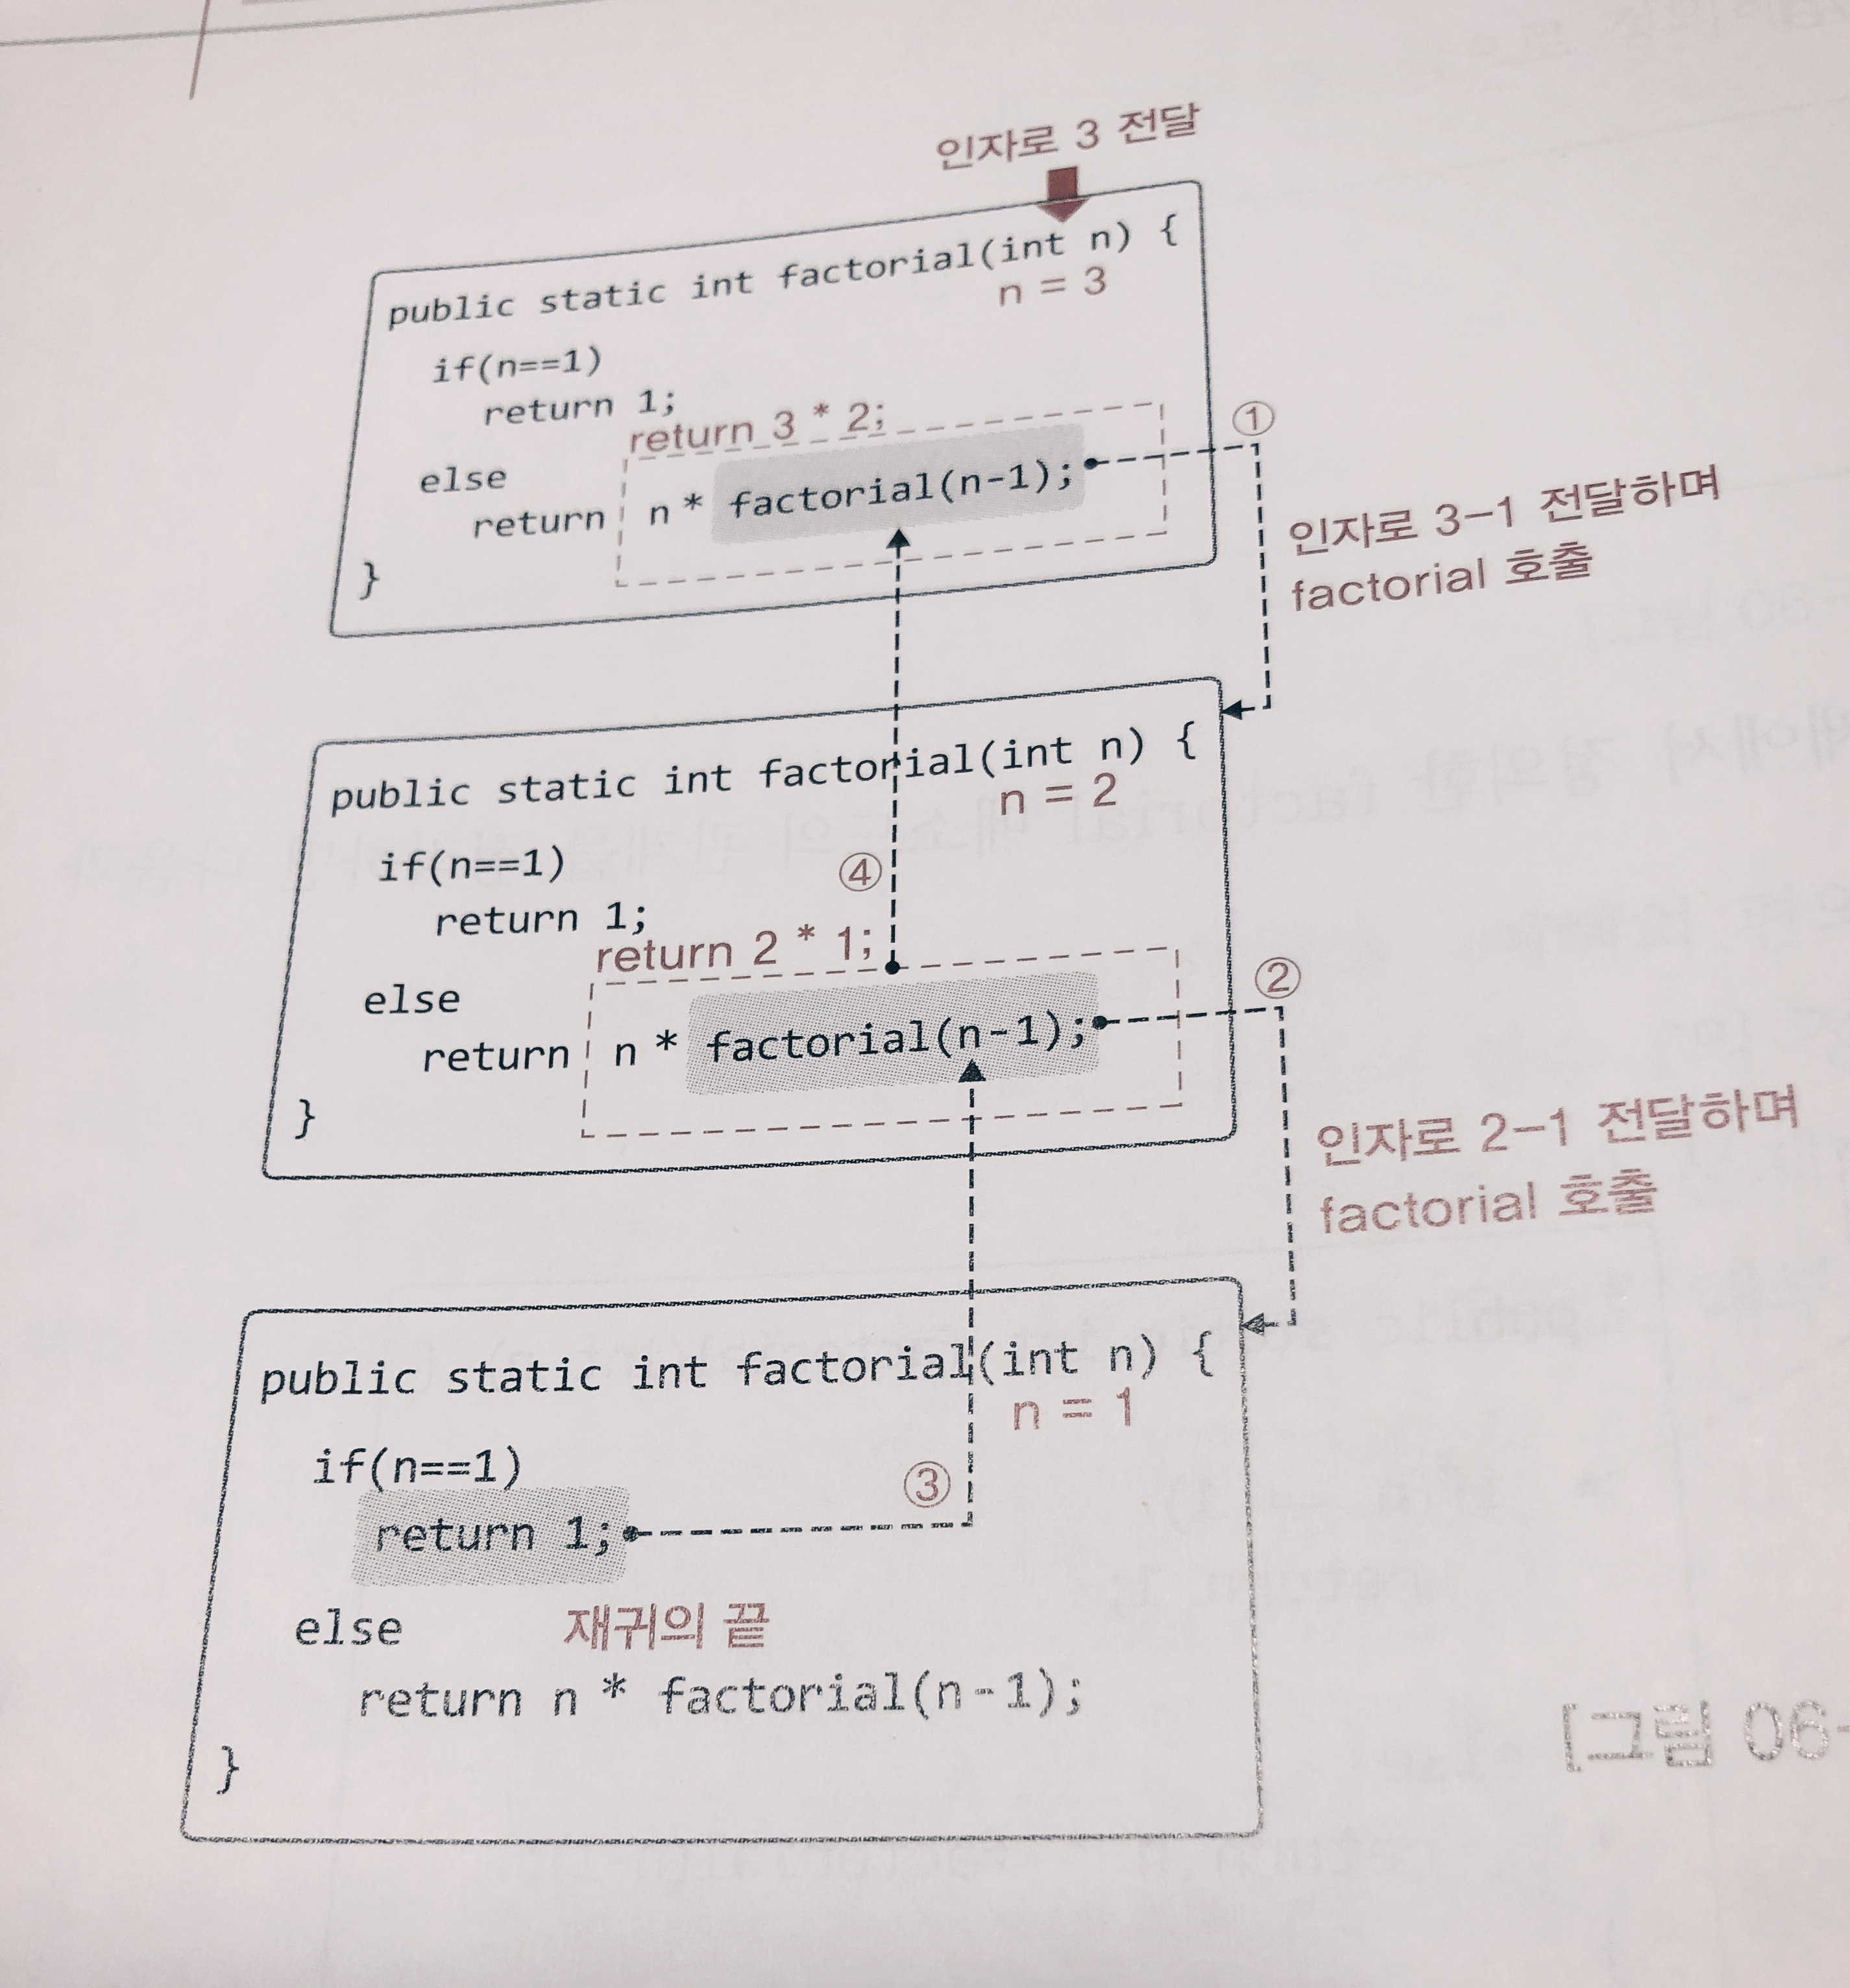 인자로 3 전달
public static int factorial(int n) {
n = 3
if(n==1)
return 1;
return 3 * 2;
else
return n * factorial(n-1);
}
①
인자로 3-1 전달하며
factorial 호출
public static int factorial(int n) {
n = 2
if(n==1)
④
return 1;
return 2 * 1;
else
return n * factorial(n-1);
}
②
인자로 2-1 전달하며
factorial 호출
public static int factorial(int n) {
n = 1
if(n==1)
③
return 1;
else 재귀의 끝
return n * factorial(n-1);
}
[그림 06-